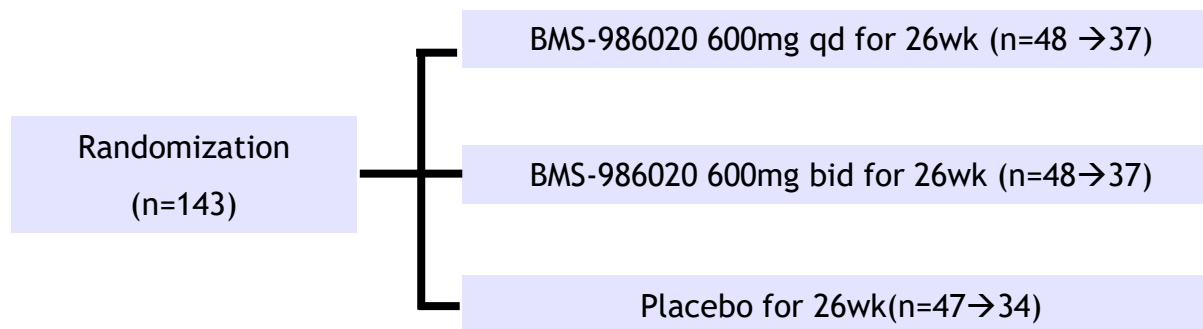 BMS-986020 600mg qd for 26wk (n=48 →37)
Randomization
(n=143)
BMS-986020 600mg bid for 26wk (n=48→37)
Placebo for 26wk(n=47→34)